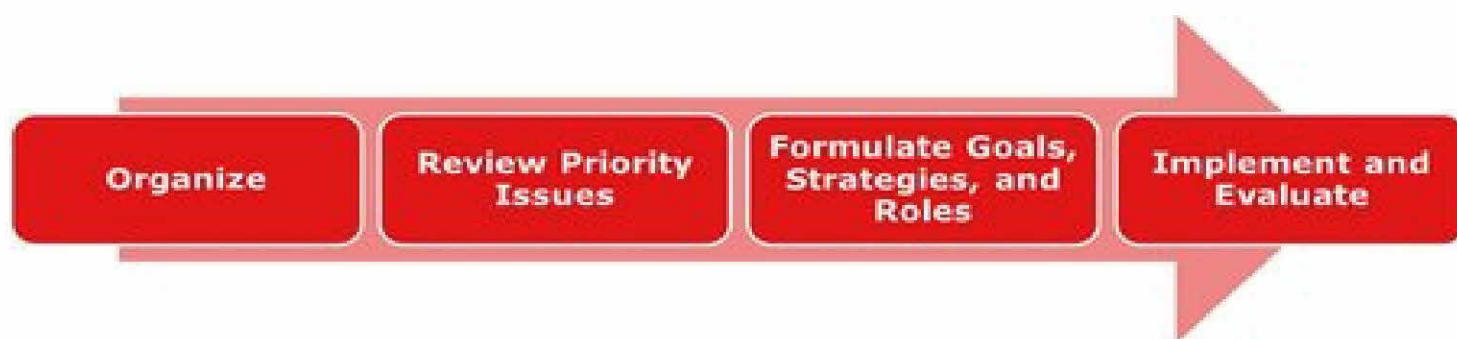 Organize
Review Priority
Issues
Formulate Goals,
Strategies, and
Roles
Implement and
Evaluate